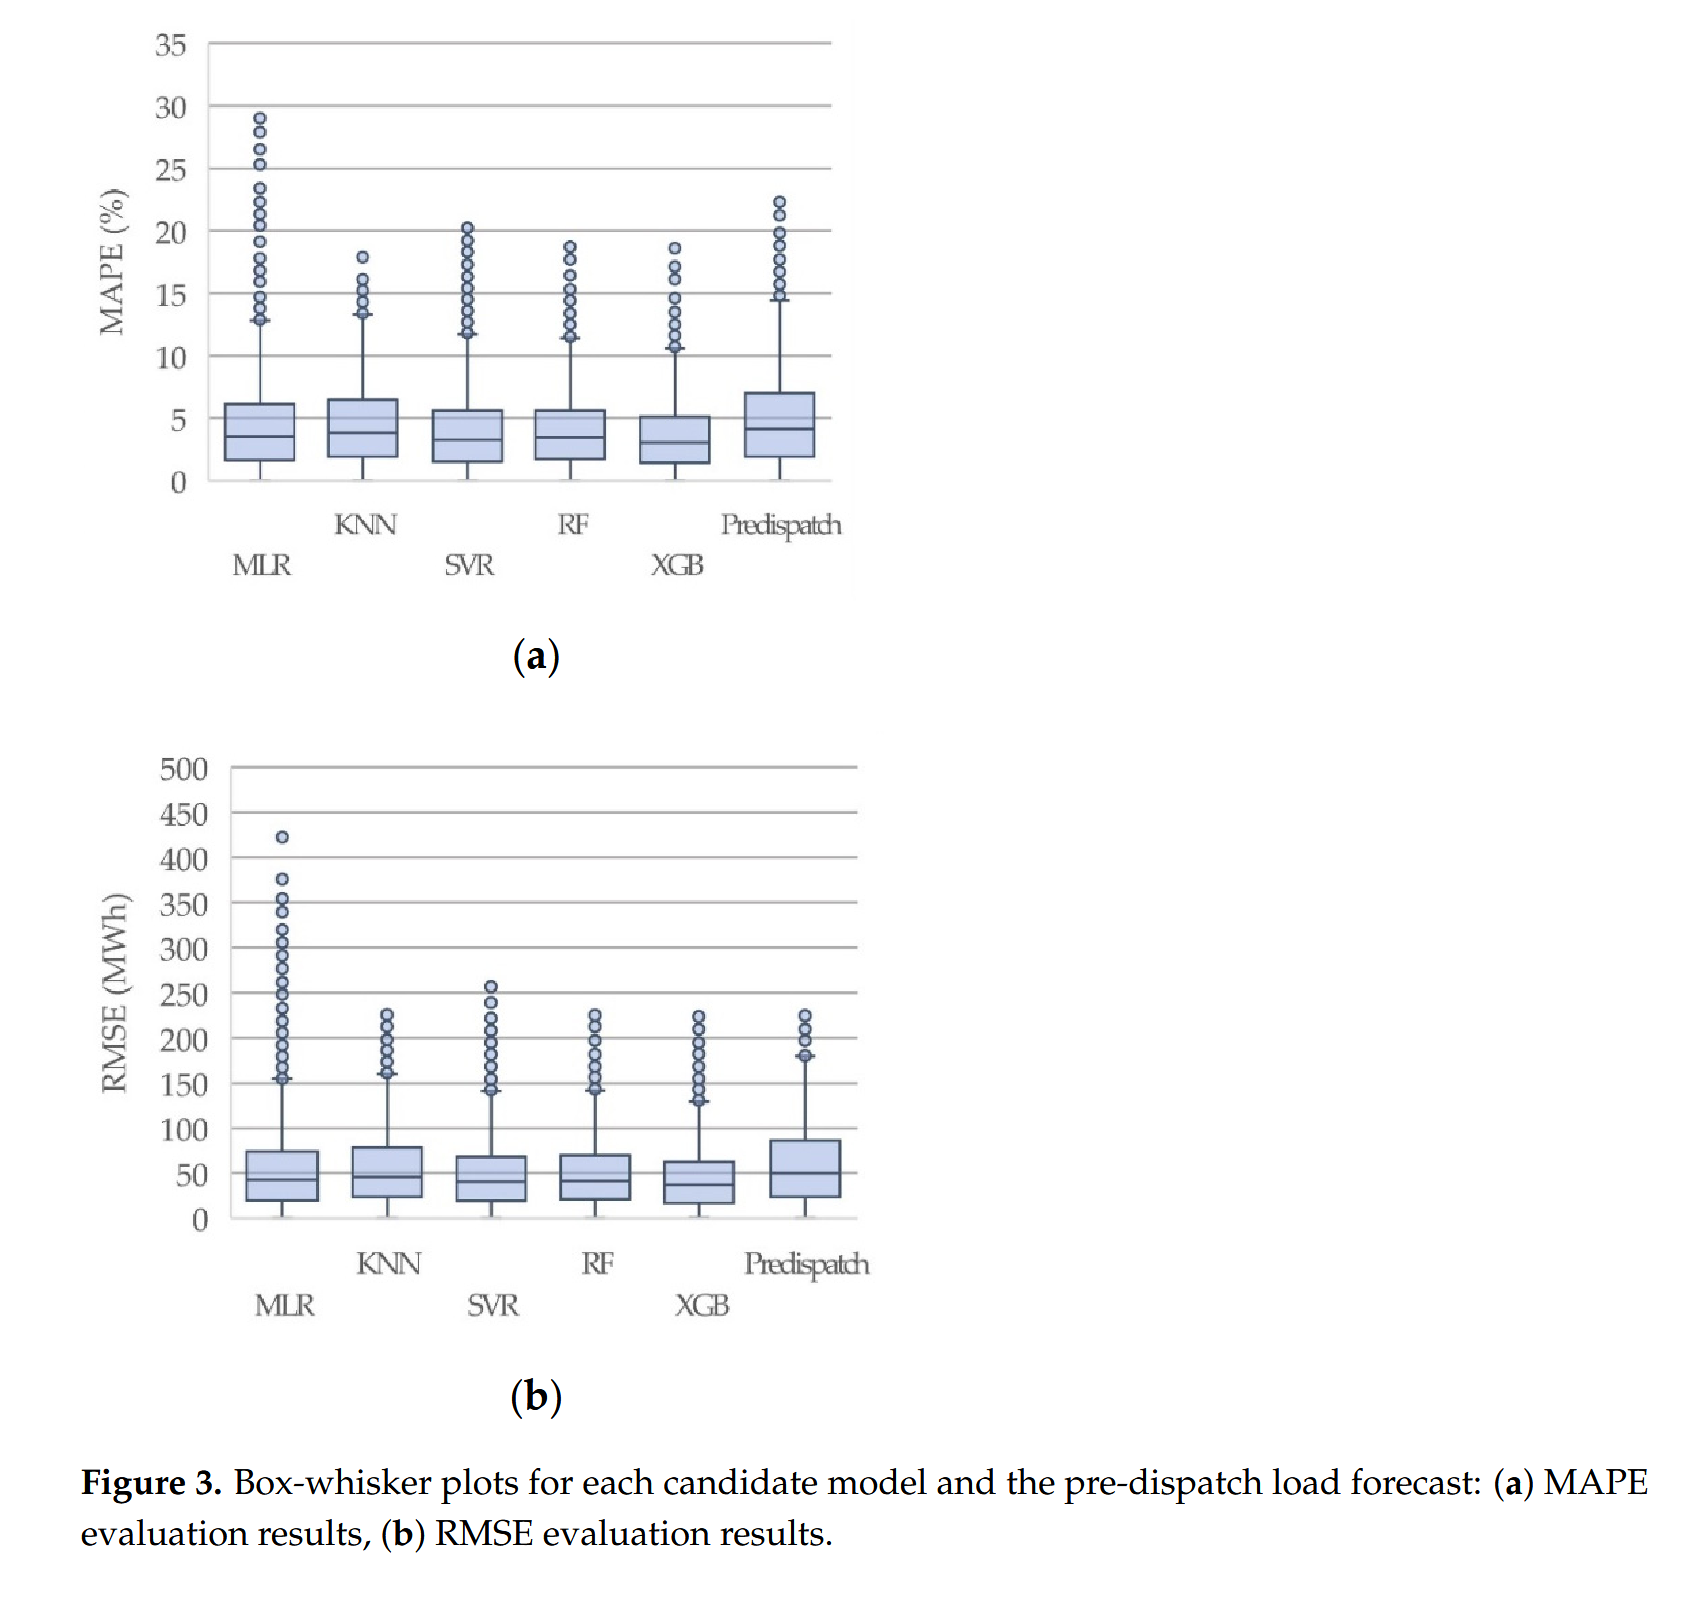 35
30
25
20
15
10
5
0
MAPE (%)
KNN RF Predispatch
MLR SVR XGB
(a)
500
450
400
350
300
250
200
150
100
50
0
RMSE (MWh)
KNN RF Predispatch
MLR SVR XGB
(b)
Figure 3. Box-whisker plots for each candidate model and the pre-dispatch load forecast: (a) MAPE
evaluation results, (b) RMSE evaluation results.